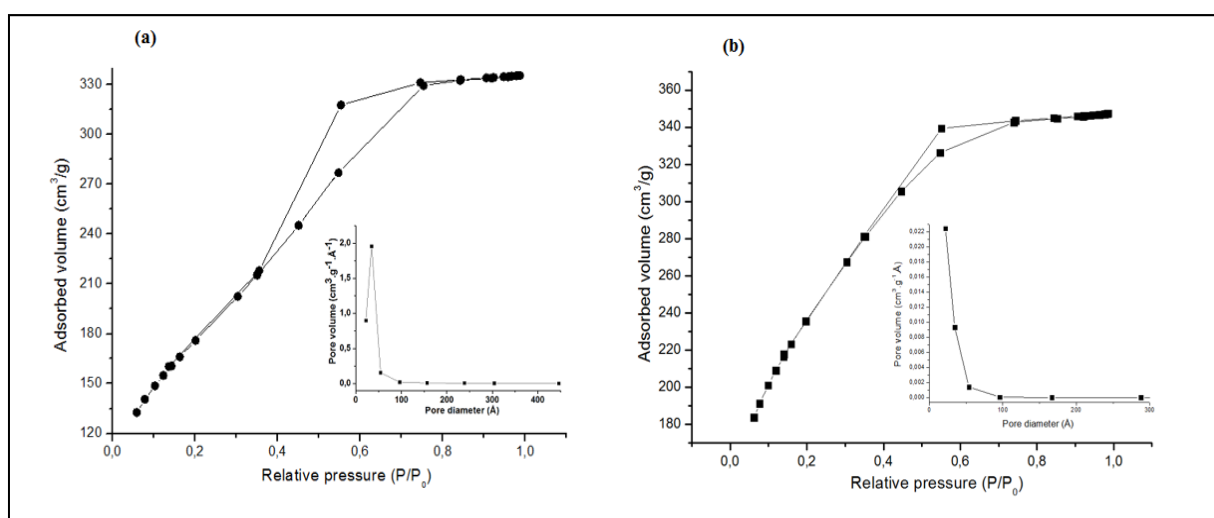 (a)
330
300
270
240
210
180
150
120
Adsorbed volume (cm³/g)
0,0 0,2 0,4 0,6 0,8 1,0
Relative pressure (P/P₀)
2,0
1,5
1,0
0,5
0,0
Pore volume (cm³.g⁻¹.Å⁻¹)
0 100 200 300 400
Pore diameter (Å)
(b)
360
340
320
300
280
260
240
220
200
180
Adsorbed volume (cm³/g)
0,0 0,2 0,4 0,6 0,8 1,0
Relative pressure (P/P₀)
0,022
0,020
0,018
0,016
0,014
0,012
0,010
0,008
0,006
0,004
0,002
0,000
Pore volume (cm³.g⁻¹.Å)
0 100 200 300
Pore diameter (Å)